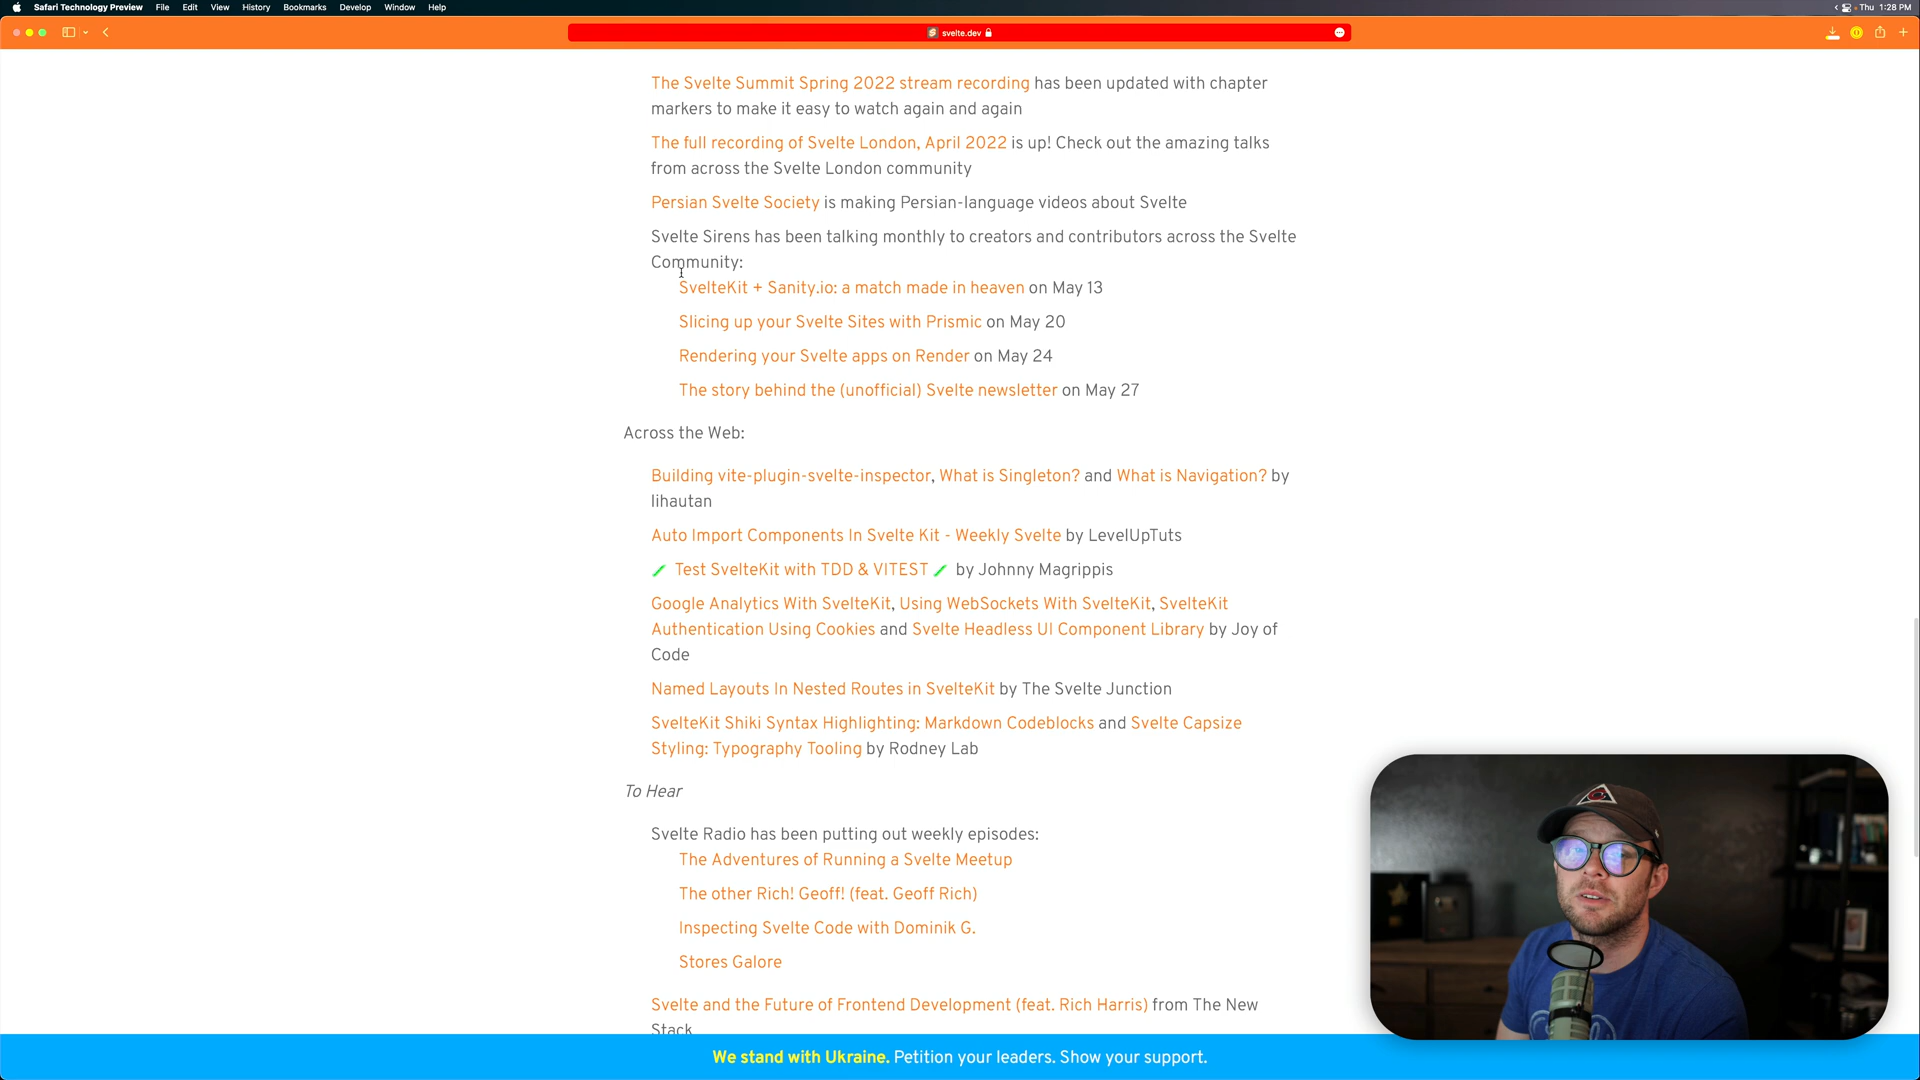 Safari Technology Preview File Edit View History Bookmarks Develop Window Help Thu 1:28 PM
svelte.dev
The Svelte Summit Spring 2022 stream recording has been updated with chapter
markers to make it easy to watch again and again
The full recording of Svelte London, April 2022 is up! Check out the amazing talks
from across the Svelte London community
Persian Svelte Society is making Persian-language videos about Svelte
Svelte Sirens has been talking monthly to creators and contributors across the Svelte
Community:
SvelteKit + Sanity.io: a match made in heaven on May 13
Slicing up your Svelte Sites with Prismic on May 20
Rendering your Svelte apps on Render on May 24
The story behind the (unofficial) Svelte newsletter on May 27
Across the Web:
Building vite-plugin-svelte-inspector, What is Singleton? and What is Navigation? by
lihautan
Auto Import Components In Svelte Kit - Weekly Svelte by LevelUpTuts
Test SvelteKit with TDD & VITEST by Johnny Magrippis
Google Analytics With SvelteKit, Using WebSockets With SvelteKit, SvelteKit
Authentication Using Cookies and Svelte Headless UI Component Library by Joy of
Code
Named Layouts In Nested Routes in SvelteKit by The Svelte Junction
SvelteKit Shiki Syntax Highlighting: Markdown Codeblocks and Svelte Capsize
Styling: Typography Tooling by Rodney Lab
To Hear
Svelte Radio has been putting out weekly episodes:
The Adventures of Running a Svelte Meetup
The other Rich! Geoff! (feat. Geoff Rich)
Inspecting Svelte Code with Dominik G.
Stores Galore
Svelte and the Future of Frontend Development (feat. Rich Harris) from The New
Stack
We stand with Ukraine. Petition your leaders. Show your support.